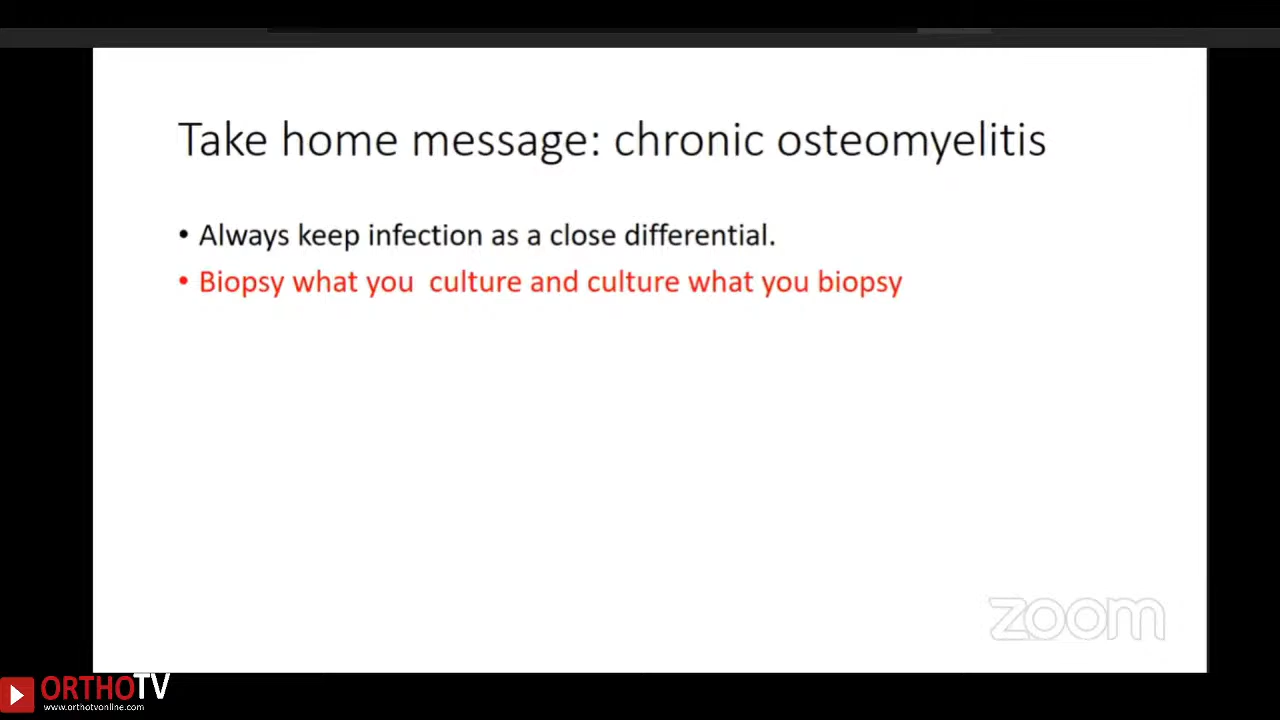 Take home message: chronic osteomyelitis
• Always keep infection as a close differential.
• Biopsy what you  culture and culture what you biopsy
zoom
ORTHOTV
www.orthotvonline.com